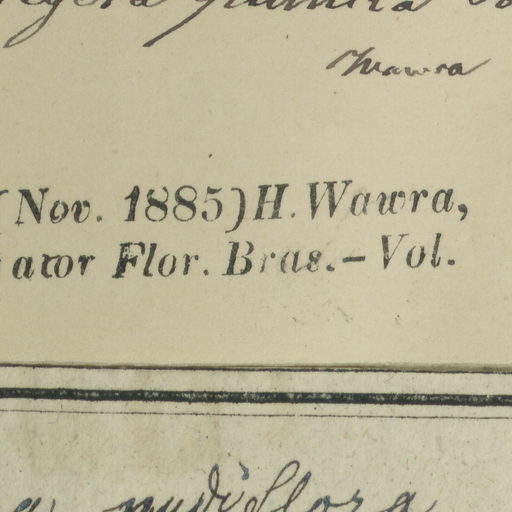 Wawra
(Nov. 1885) H. Wawra,
ator Flor. Bras. – Vol.
nudiflora